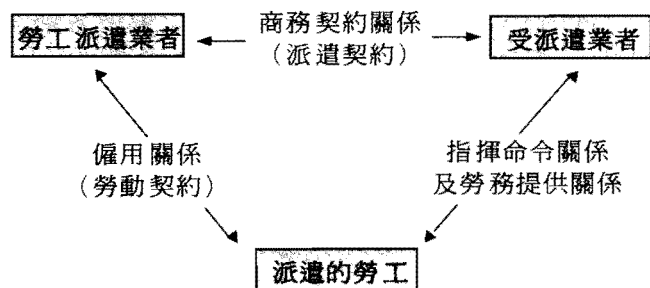 商務契約關係
勞工派遣業者
受派遣業者
（派遣契約）
僱用關係
（勞動契約）
指揮命令關係
及勞務提供關係
派遣的勞工